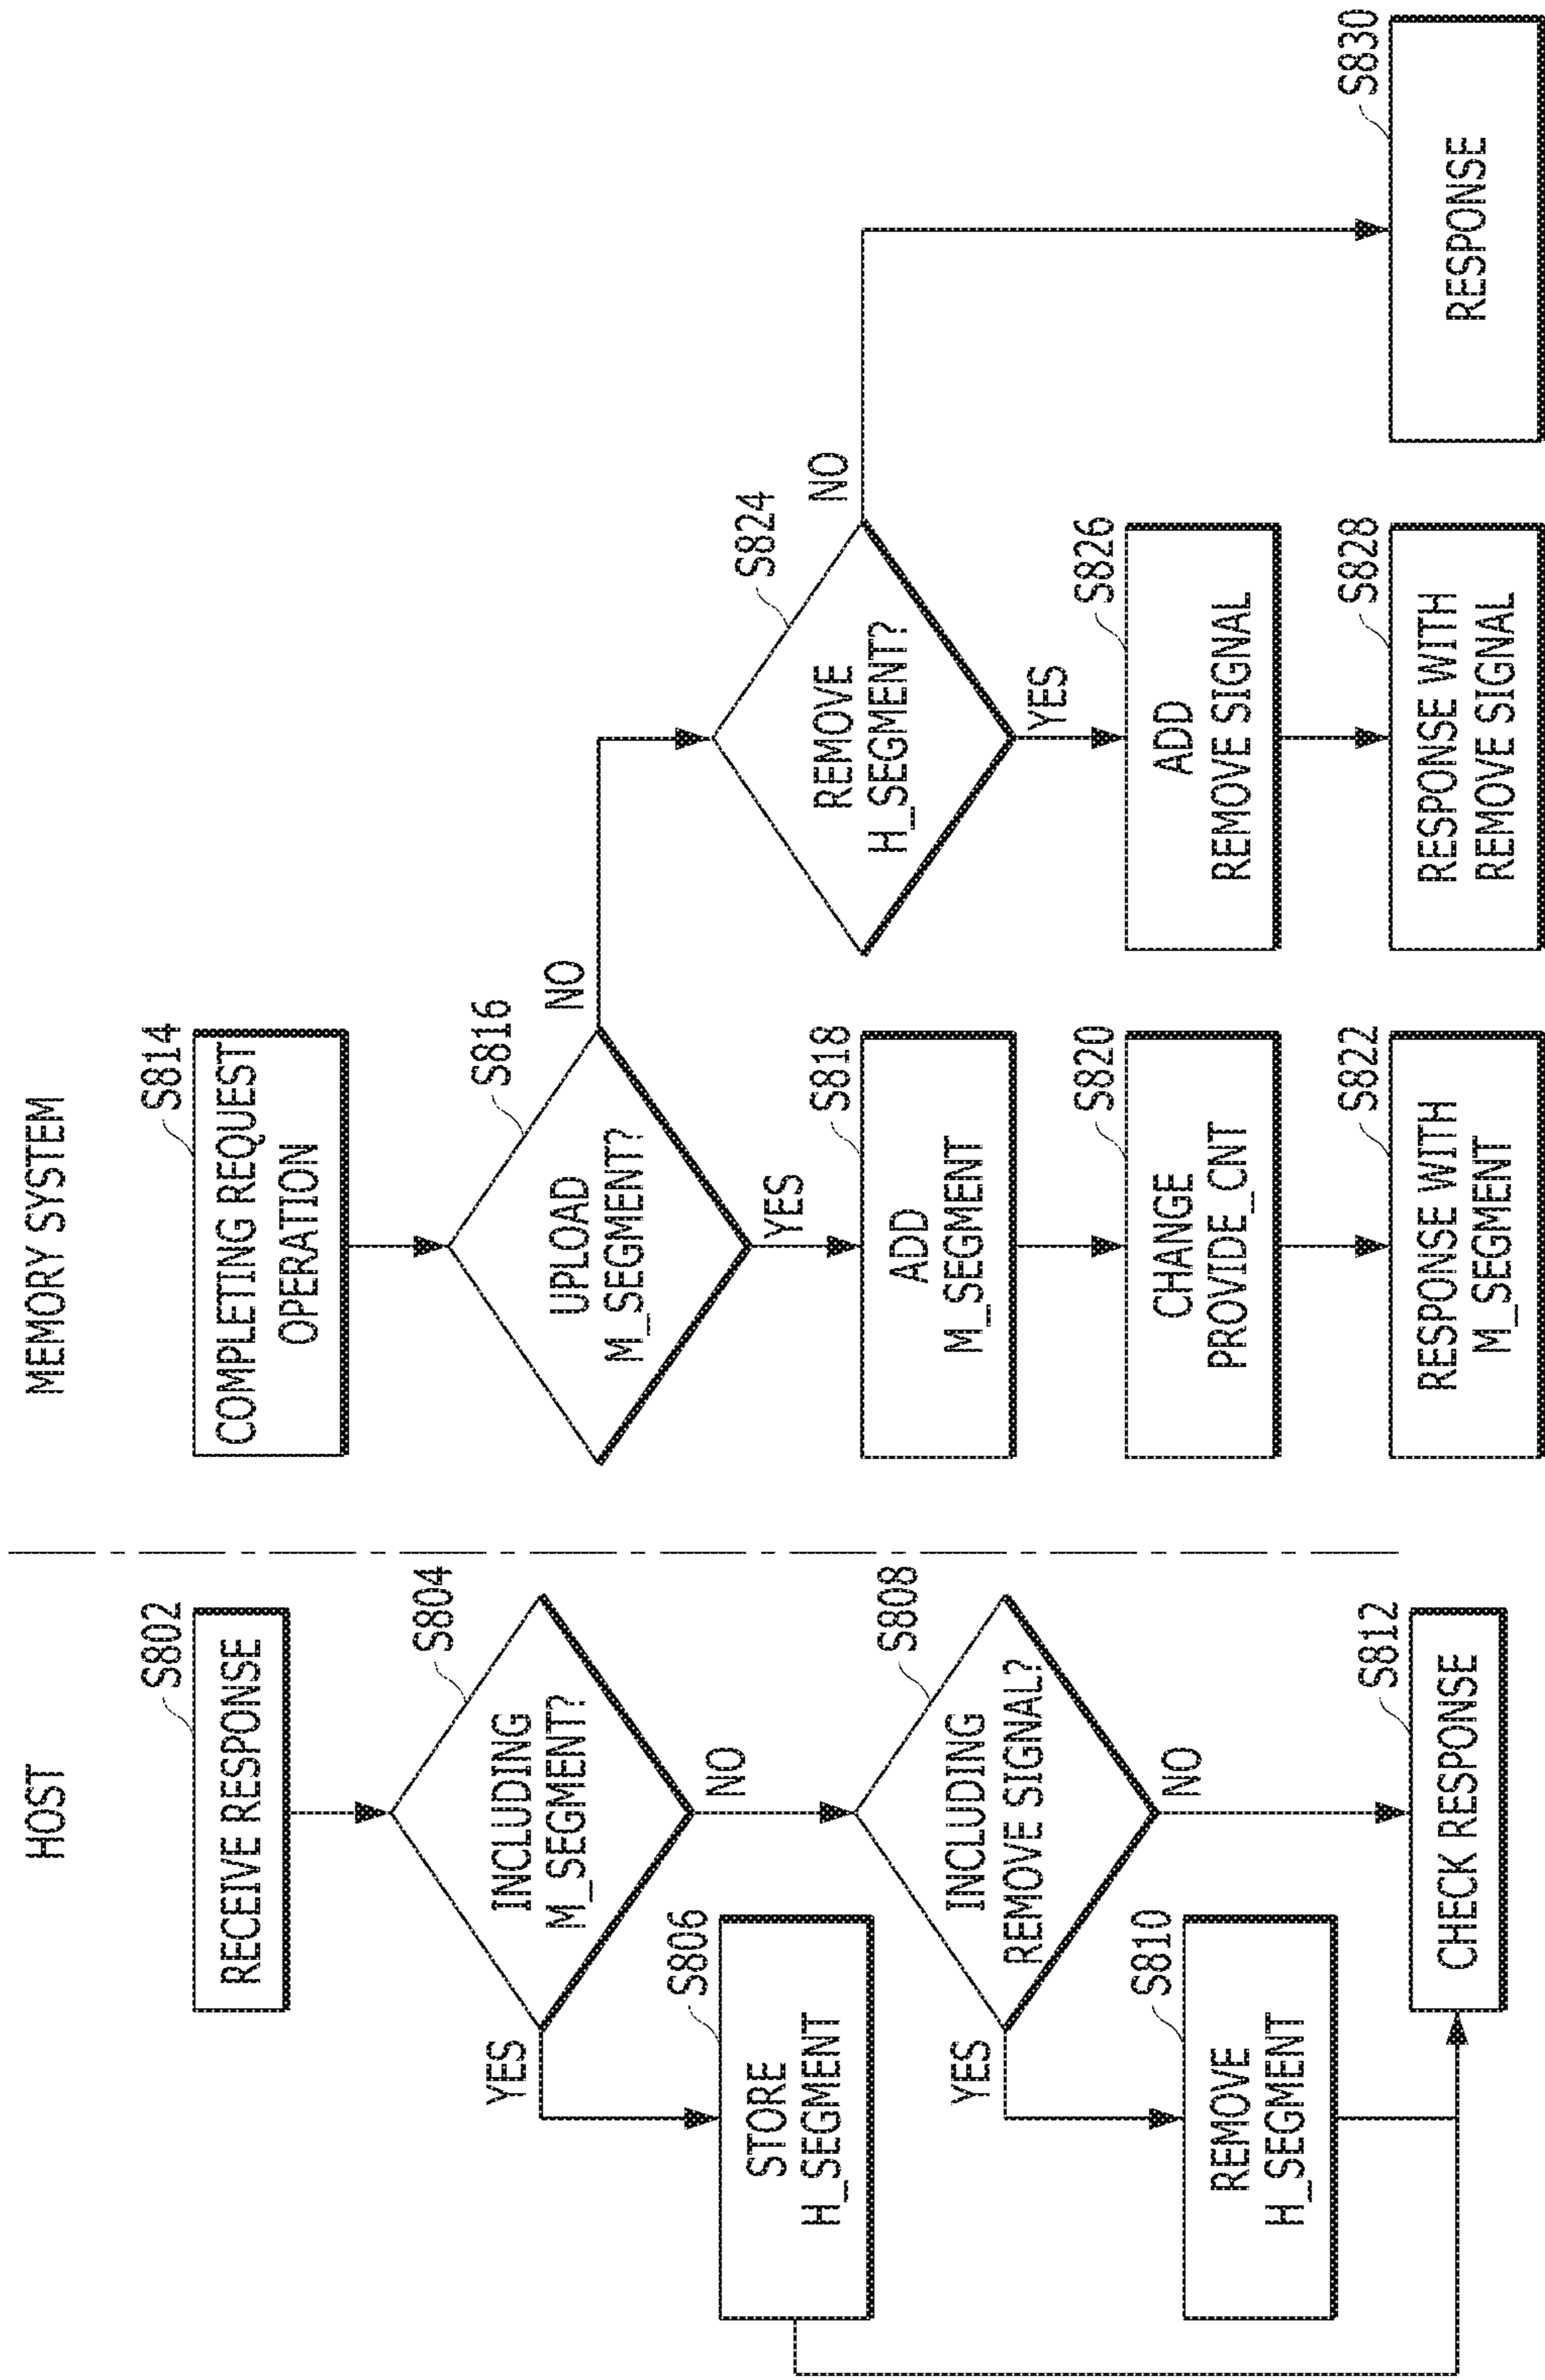 HOST
S802
RECEIVE RESPONSE
S804
INCLUDING
M_SEGMENT?
YES
NO
S806
STORE
H_SEGMENT
S808
INCLUDING
REMOVE SIGNAL?
YES
NO
S810
REMOVE
H_SEGMENT
S812
CHECK RESPONSE
MEMORY SYSTEM
S814
COMPLETING REQUEST
OPERATION
S816
UPLOAD
M_SEGMENT?
NO
YES
S818
ADD
M_SEGMENT
S820
CHANGE
PROVIDE_CNT
S822
RESPONSE WITH
M_SEGMENT
S824
REMOVE
H_SEGMENT?
NO
YES
S826
ADD
REMOVE SIGNAL
S828
RESPONSE WITH
REMOVE SIGNAL
S830
RESPONSE